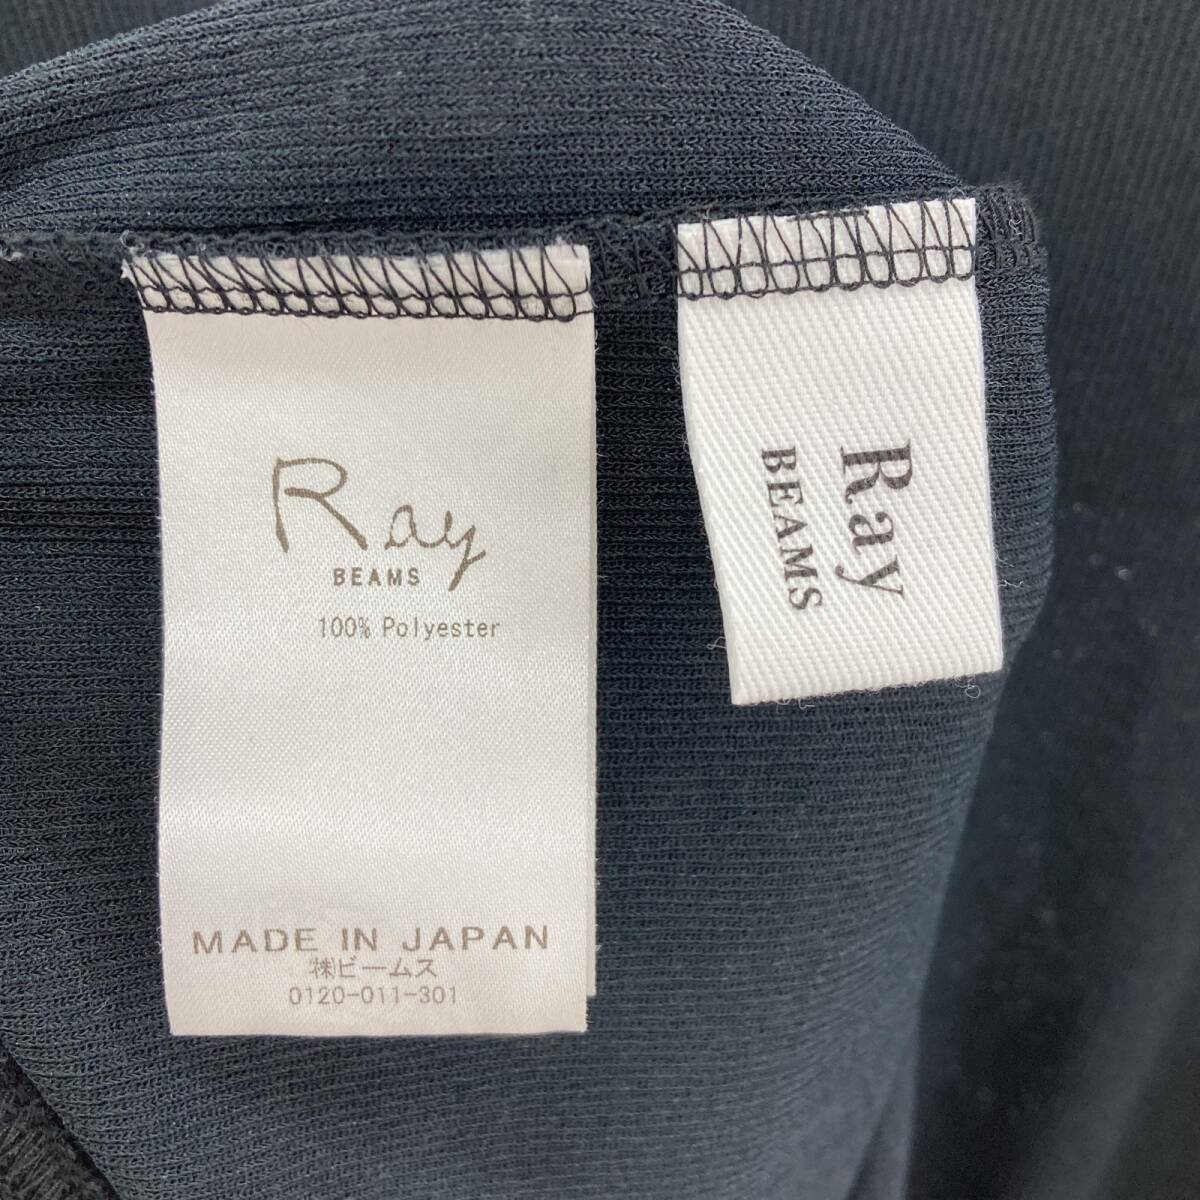 Ray
BEAMS
100% Polyester
MADE IN JAPAN
㈱ビームス
0120-011-301
Ray
BEAMS